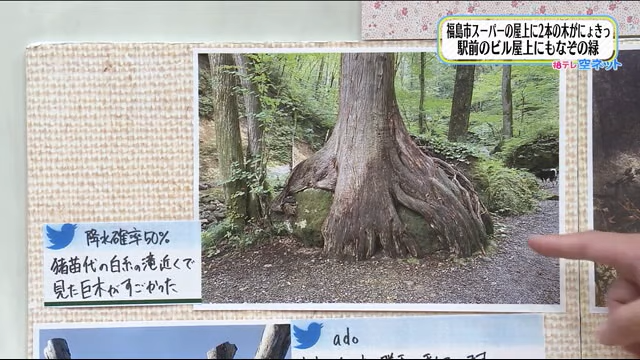 福島市スーパーの屋上に2本の木がにょきっ
駅前のビル屋上にもなぞの緑
椿テレ 空ネット
降水確率50%
猪苗代の白糸の滝近くで
見た巨木がすごかった
ado